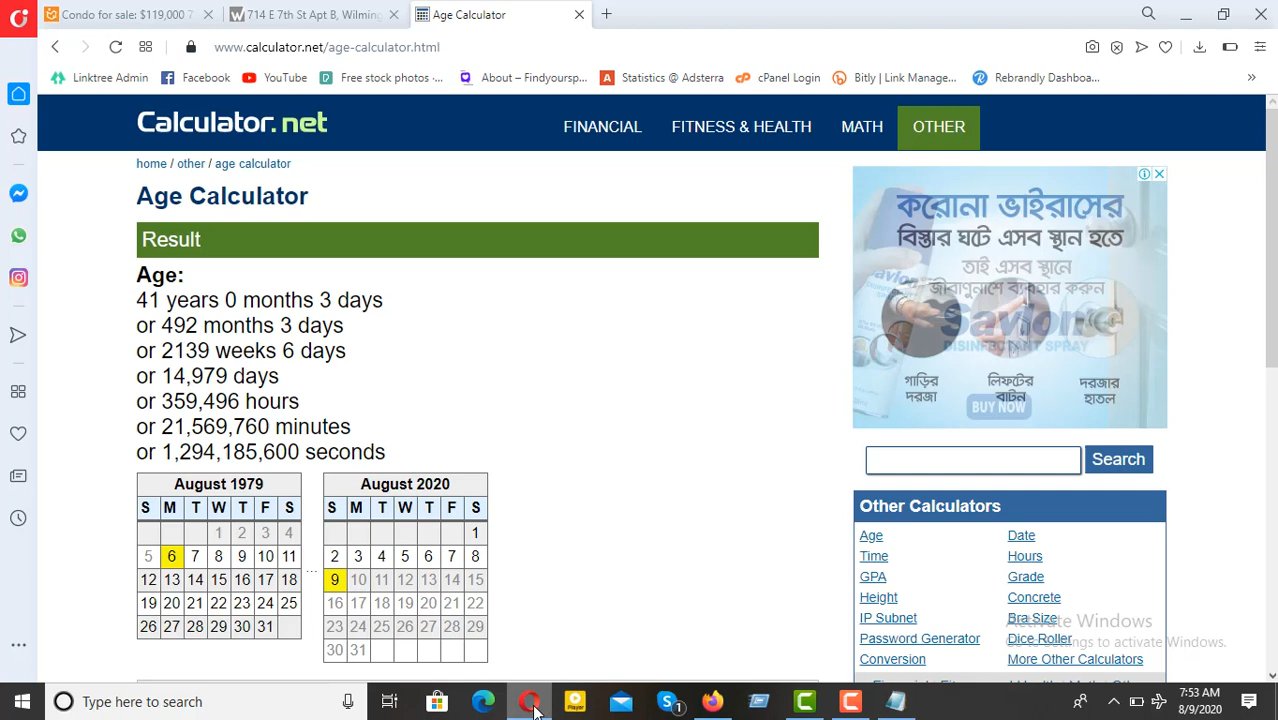 Condo for sale: $119,000 7
714 E 7th St Apt B, Wilming
Age Calculator
www.calculator.net/age-calculator.html
Linktree Admin
Facebook
YouTube
Free stock photos -...
About – Findyoursp...
Statistics @ Adsterra
cPanel Login
Bitly | Link Manage...
Rebrandly Dashboa...
Calculator.net
FINANCIAL
FITNESS & HEALTH
MATH
OTHER
home / other / age calculator
Age Calculator
Result
Age:
41 years 0 months 3 days
or 492 months 3 days
or 2139 weeks 6 days
or 14,979 days
or 359,496 hours
or 21,569,760 minutes
or 1,294,185,600 seconds
August 1979
S M T W T F S
1 2 3 4
5 6 7 8 9 10 11
12 13 14 15 16 17 18
19 20 21 22 23 24 25
26 27 28 29 30 31
...
August 2020
S M T W T F S
1
2 3 4 5 6 7 8
9 10 11 12 13 14 15
16 17 18 19 20 21 22
23 24 25 26 27 28 29
30 31
করোনা ভাইরাসের
বিস্তার ঘটে এসব স্থান হতে
তাই এসব স্থানে
জীবাণুনাশে ব্যবহার করুন
Savlon
DISINFECTANT SPRAY
গাড়ির দরজা
লিফটের বাটন
দরজার হাতল
BUY NOW
Search
Other Calculators
Age
Date
Time
Hours
GPA
Grade
Height
Concrete
IP Subnet
Bra Size
Password Generator
Dice Roller
Conversion
More Other Calculators
Activate Windows
Go to Settings to activate Windows.
Type here to search
Player
1
7:53 AM
8/9/2020